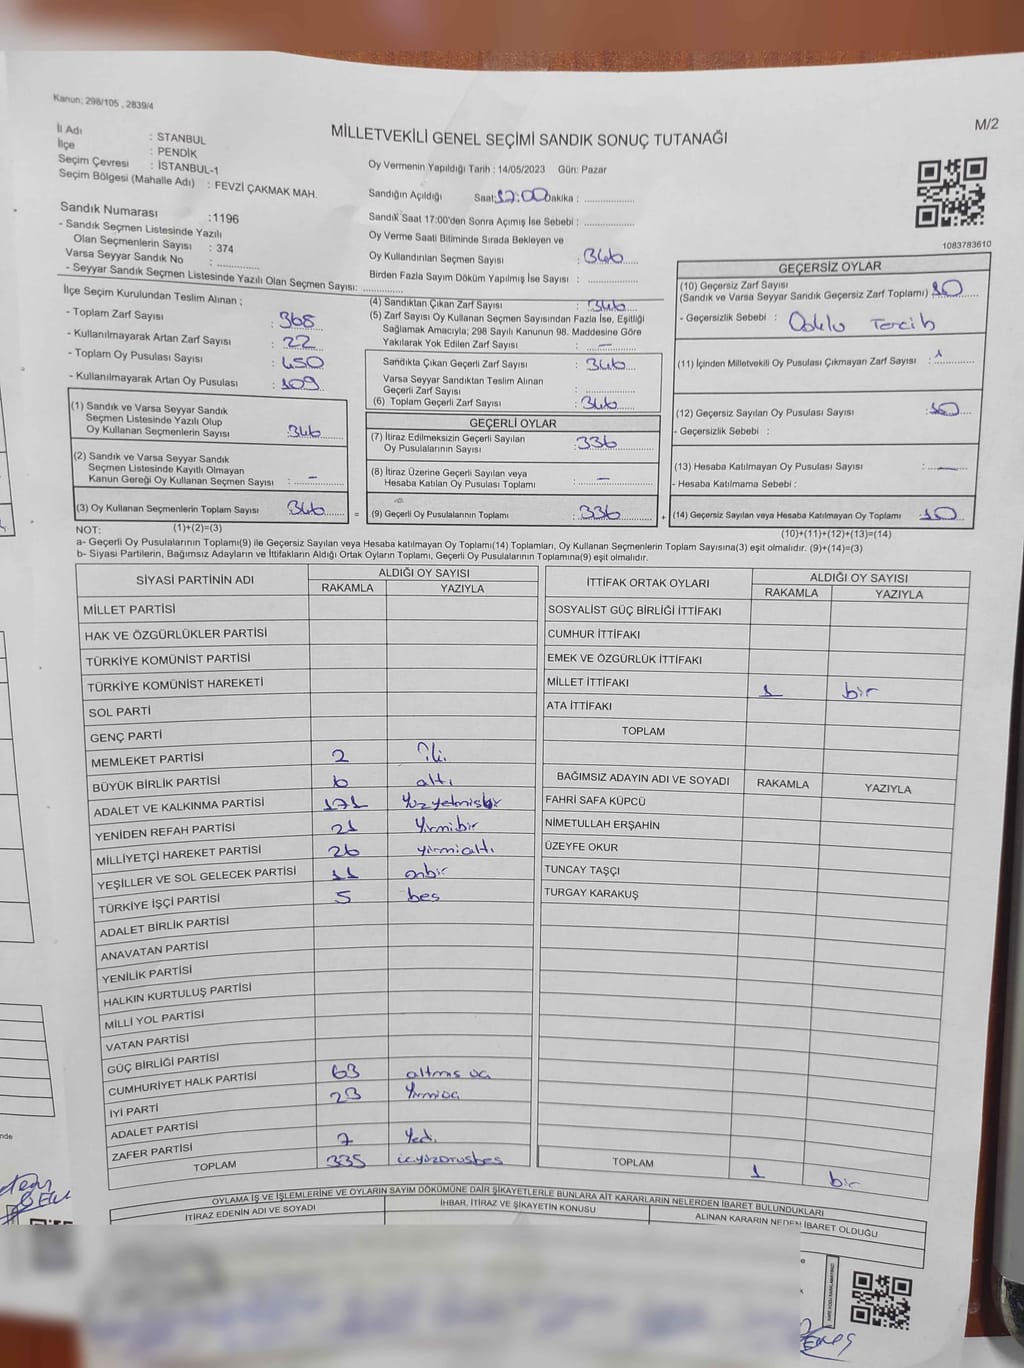 Kanun: 298/105 , 2839/4
M/2
MİLLETVEKİLİ GENEL SEÇİMİ SANDIK SONUÇ TUTANAĞI
İl Adı : STANBUL
İlçe : PENDİK
Seçim Çevresi : İSTANBUL-1
Seçim Bölgesi (Mahalle Adı) : FEVZİ ÇAKMAK MAH.
Sandık Numarası :1196
- Sandık Seçmen Listesinde Yazılı
Olan Seçmenlerin Sayısı : 374
Varsa Seyyar Sandık No : ..............
- Seyyar Sandık Seçmen Listesinde Yazılı Olan Seçmen Sayısı: ..............
Oy Vermenin Yapıldığı Tarih : 14/05/2023 Gün: Pazar
Sandığın Açıldığı Saat: 17:00 Dakika : ..............
Sandık Saat 17:00'den Sonra Açımış İse Sebebi : ..............
Oy Verme Saati Bitiminde Sırada Bekleyen ve
Oy Kullandırılan Seçmen Sayısı : 346
Birden Fazla Sayım Döküm Yapılmış İse Sayısı : ..............
1083783610
İlçe Seçim Kurulundan Teslim Alınan ;
- Toplam Zarf Sayısı : 368
- Kullanılmayarak Artan Zarf Sayısı : 22
- Toplam Oy Pusulası Sayısı : 450
- Kullanılmayarak Artan Oy Pusulası : 109
(4) Sandıktan Çıkan Zarf Sayısı : 346
(5) Zarf Sayısı Oy Kullanan Seçmen Sayısından Fazla İse, Eşitliği
Sağlamak Amacıyla; 298 Sayılı Kanunun 98. Maddesine Göre
Yakılarak Yok Edilen Zarf Sayısı : –
Sandıkta Çıkan Geçerli Zarf Sayısı : 346
Varsa Seyyar Sandıktan Teslim Alınan
Geçerli Zarf Sayısı : ..............
(6) Toplam Geçerli Zarf Sayısı : 346
GEÇERSİZ OYLAR
(10) Geçersiz Zarf Sayısı
(Sandık ve Varsa Seyyar Sandık Geçersiz Zarf Toplamı) 10
- Geçersizlik Sebebi :
(11) İçinden Milletvekili Oy Pusulası Çıkmayan Zarf Sayısı :
(12) Geçersiz Sayılan Oy Pusulası Sayısı : 10
- Geçersizlik Sebebi :
(13) Hesaba Katılmayan Oy Pusulası Sayısı : –
- Hesaba Katılmama Sebebi :
(14) Geçersiz Sayılan veya Hesaba Katılmayan Oy Toplamı : 10
(10)+(11)+(12)+(13)=(14)
(1) Sandık ve Varsa Seyyar Sandık
Seçmen Listesinde Yazılı Olup
Oy Kullanan Seçmenlerin Sayısı : 346
(2) Sandık ve Varsa Seyyar Sandık
Seçmen Listesinde Kayıtlı Olmayan
Kanun Gereği Oy Kullanan Seçmen Sayısı : –
(3) Oy Kullanan Seçmenlerin Toplam Sayısı : 346
=
GEÇERLİ OYLAR
(7) İtiraz Edilmeksizin Geçerli Sayılan
Oy Pusulalarının Sayısı : 336
(8) İtiraz Üzerine Geçerli Sayılan veya
Hesaba Katılan Oy Pusulası Toplamı : –
(9) Geçerli Oy Pusulalarının Toplamı : 336
+
NOT: (1)+(2)=(3)
a- Geçerli Oy Pusulalarının Toplamı(9) ile Geçersiz Sayılan veya Hesaba katılmayan Oy Toplamı(14) Toplamları, Oy Kullanan Seçmenlerin Toplam Sayısına(3) eşit olmalıdır. (9)+(14)=(3)
b- Siyasi Partilerin, Bağımsız Adayların ve İttifakların Aldığı Ortak Oyların Toplamı, Geçerli Oy Pusulalarının Toplamına(9) eşit olmalıdır.
SİYASİ PARTİNİN ADI ALDIĞI OY SAYISI
RAKAMLA YAZIYLA
MİLLET PARTİSİ
HAK VE ÖZGÜRLÜKLER PARTİSİ
TÜRKİYE KOMÜNİST PARTİSİ
TÜRKİYE KOMÜNİST HAREKETİ
SOL PARTİ
GENÇ PARTİ
MEMLEKET PARTİSİ 2 iki
BÜYÜK BİRLİK PARTİSİ 6 altı
ADALET VE KALKINMA PARTİSİ 171 Yüzyetmişbir
YENİDEN REFAH PARTİSİ 21 Yirmibir
MİLLİYETÇİ HAREKET PARTİSİ 26 yirmialtı
YEŞİLLER VE SOL GELECEK PARTİSİ 11 onbir
TÜRKİYE İŞÇİ PARTİSİ 5 beş
ADALET BİRLİK PARTİSİ
ANAVATAN PARTİSİ
YENİLİK PARTİSİ
HALKIN KURTULUŞ PARTİSİ
MİLLİ YOL PARTİSİ
VATAN PARTİSİ
GÜÇ BİRLİĞİ PARTİSİ
CUMHURİYET HALK PARTİSİ 63 altmış üç
İYİ PARTİ 23 Yirmiüç
ADALET PARTİSİ
ZAFER PARTİSİ 7 Yedi
TOPLAM 335 üçyüzotuzbeş
İTTİFAK ORTAK OYLARI ALDIĞI OY SAYISI
RAKAMLA YAZIYLA
SOSYALİST GÜÇ BİRLİĞİ İTTİFAKI
CUMHUR İTTİFAKI
EMEK VE ÖZGÜRLÜK İTTİFAKI
MİLLET İTTİFAKI 1 bir
ATA İTTİFAKI
TOPLAM
BAĞIMSIZ ADAYIN ADI VE SOYADI RAKAMLA YAZIYLA
FAHRİ SAFA KÜPCÜ
NİMETULLAH ERŞAHİN
ÜZEYFE OKUR
TUNCAY TAŞÇI
TURGAY KARAKUŞ
TOPLAM 1 bir
OYLAMA İŞ VE İŞLEMLERİNE VE OYLARIN SAYIM DÖKÜMÜNE DAİR ŞİKAYETLERLE BUNLARA AİT KARARLARIN NELERDEN İBARET BULUNDUKLARI
İTİRAZ EDENİN ADI VE SOYADI İHBAR, İTİRAZ VE ŞİKAYETİN KONUSU ALINAN KARARIN NEDEN İBARET OLDUĞU